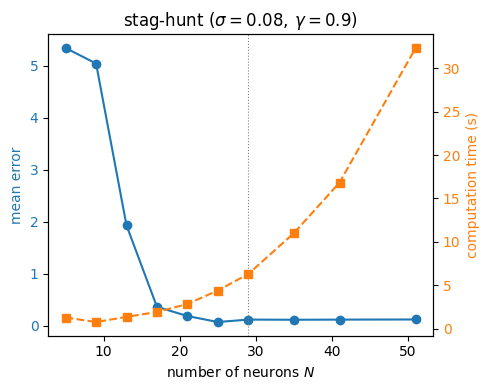 stag-hunt (σ = 0.08, γ = 0.9)
mean error
5
4
3
2
1
0
computation time (s)
30
25
20
15
10
5
0
10 20 30 40 50
number of neurons N